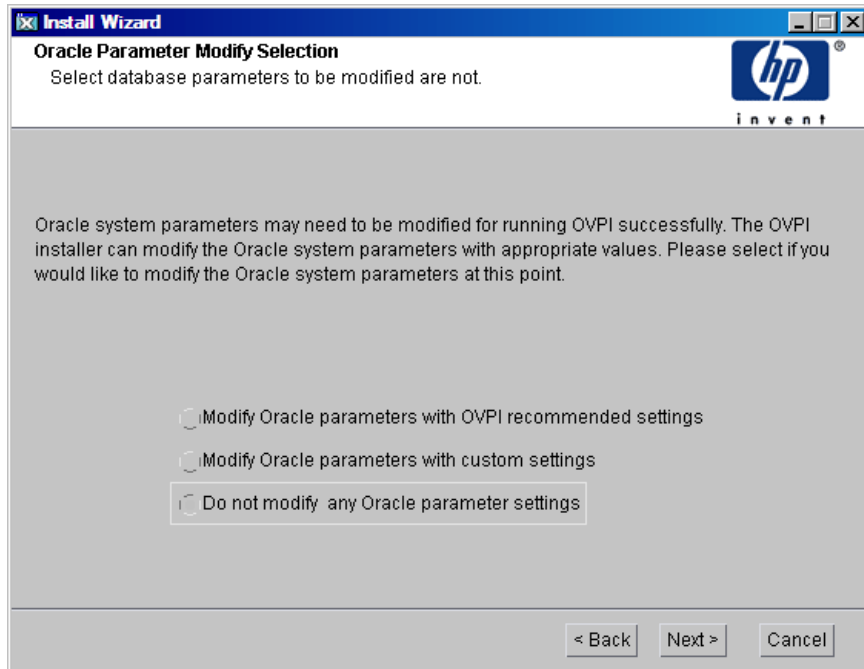 Install Wizard
Oracle Parameter Modify Selection
Select database parameters to be modified are not.
hp
®
invent
Oracle system parameters may need to be modified for running OVPI successfully. The OVPI
installer can modify the Oracle system parameters with appropriate values. Please select if you
would like to modify the Oracle system parameters at this point.
Modify Oracle parameters with OVPI recommended settings
Modify Oracle parameters with custom settings
Do not modify any Oracle parameter settings
< Back Next > Cancel